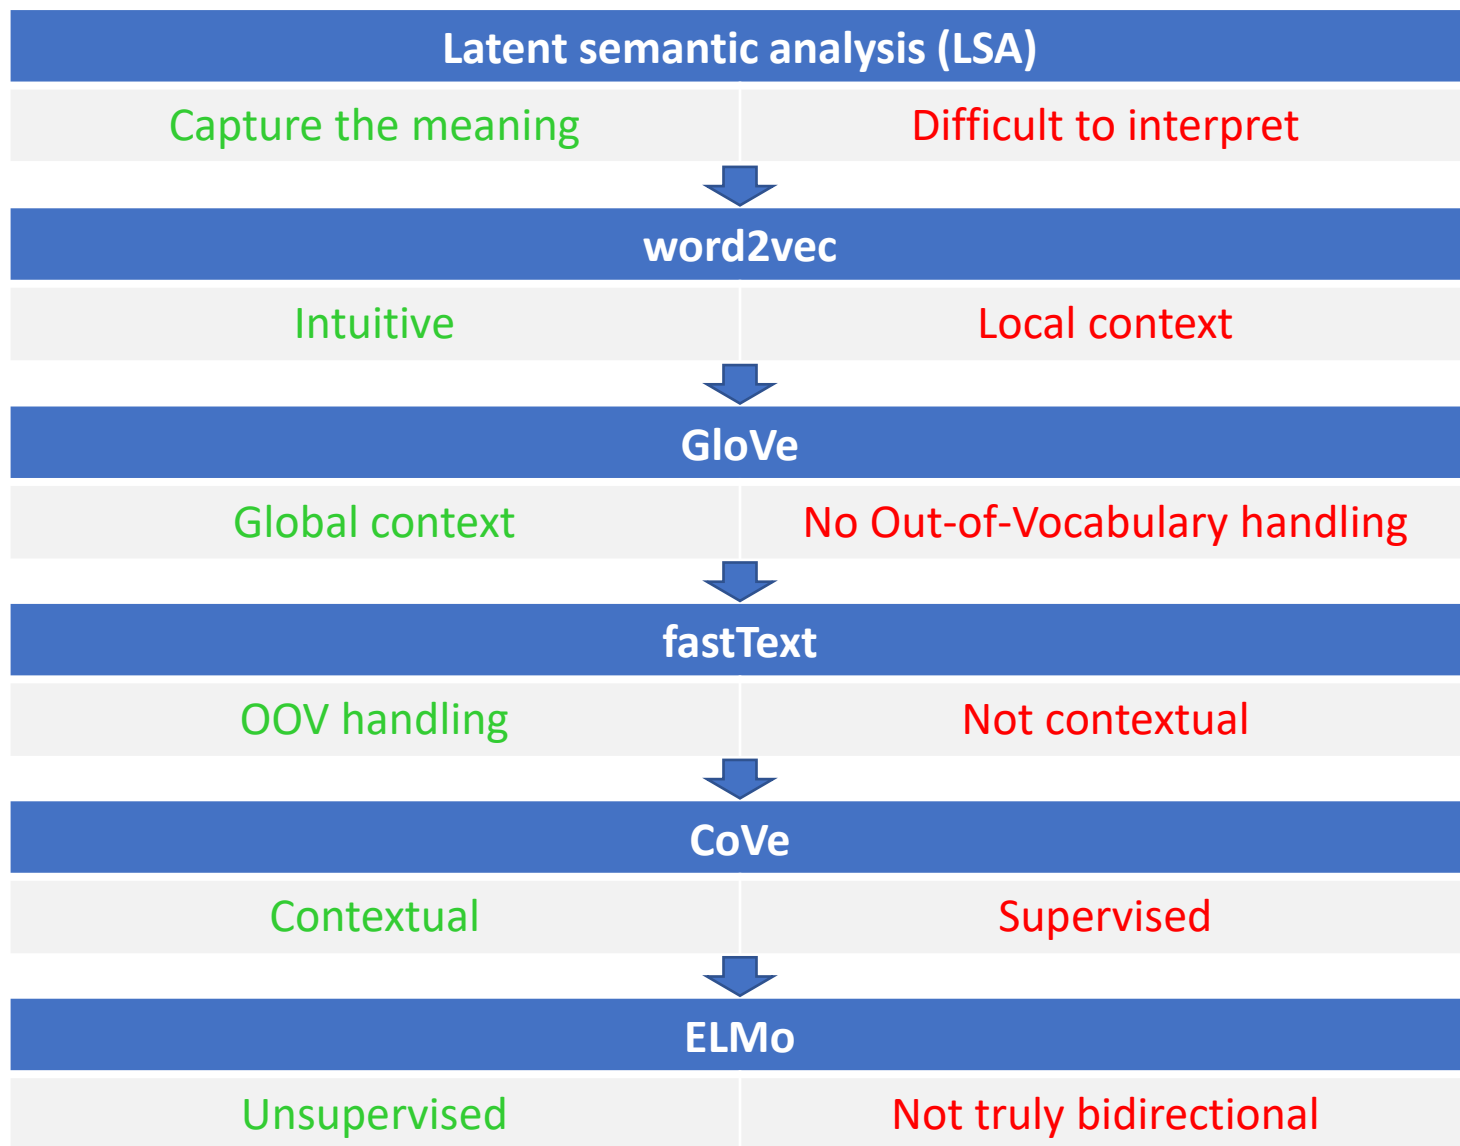 Latent semantic analysis (LSA)
Capture the meaning
Difficult to interpret
word2vec
Intuitive
Local context
GloVe
Global context
No Out-of-Vocabulary handling
fastText
OOV handling
Not contextual
CoVe
Contextual
Supervised
ELMo
Unsupervised
Not truly bidirectional